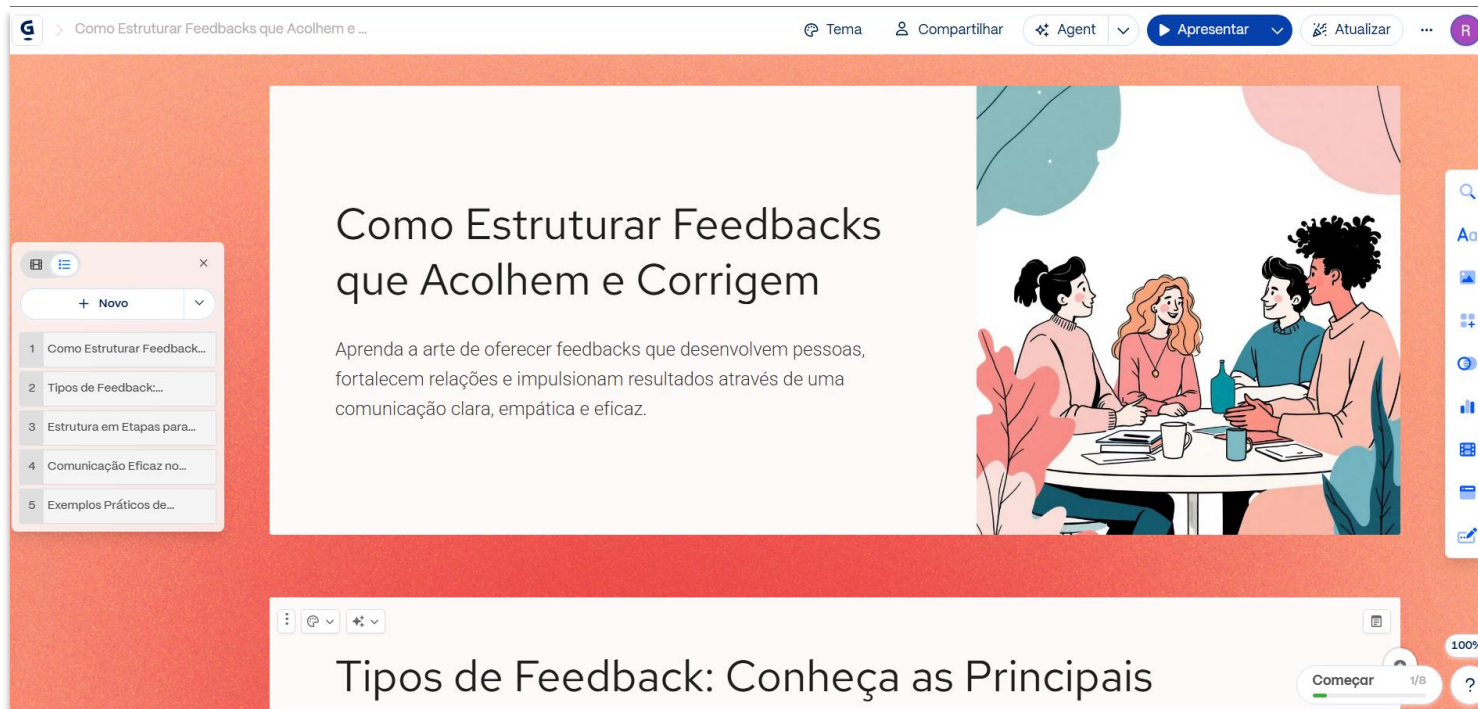 Como Estruturar Feedbacks que Acolhem e ...
Tema
Compartilhar
Agent
Apresentar
Atualizar
R
Como Estruturar Feedbacks
que Acolhem e Corrigem
Aprenda a arte de oferecer feedbacks que desenvolvem pessoas,
fortalecem relações e impulsionam resultados através de uma
comunicação clara, empática e eficaz.
+ Novo
1 Como Estruturar Feedback...
2 Tipos de Feedback:...
3 Estrutura em Etapas para...
4 Comunicação Eficaz no...
5 Exemplos Práticos de...
Aa
Tipos de Feedback: Conheça as Principais
100%
Começar 1/8
?